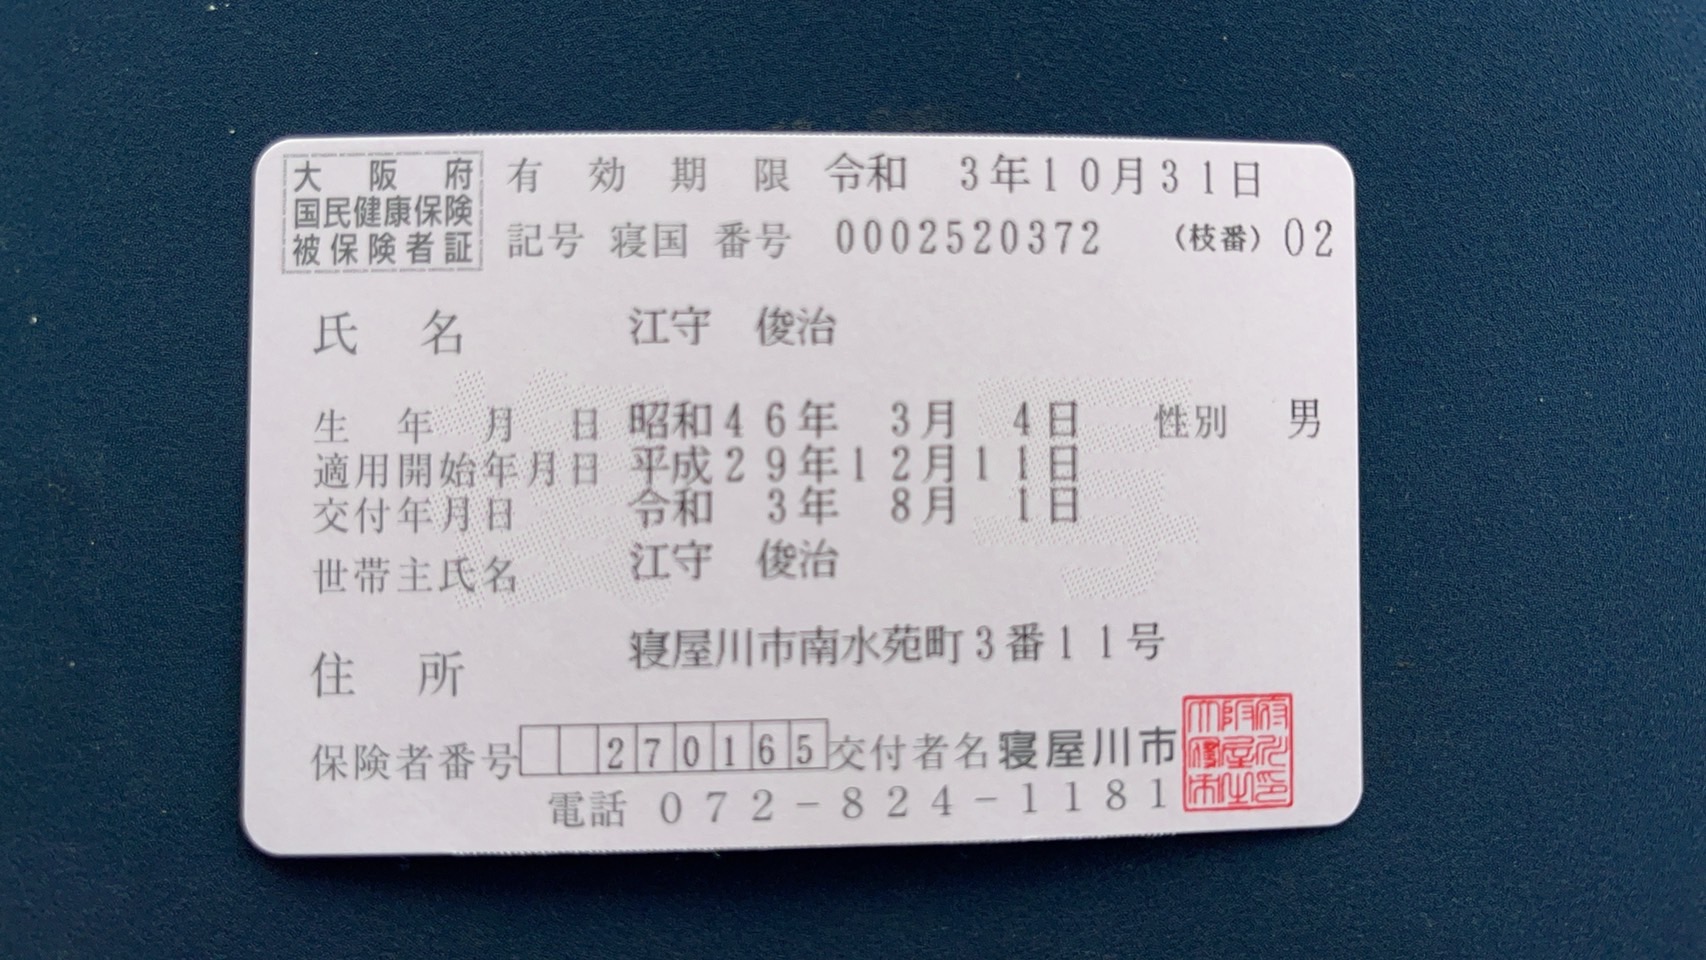 大阪府
国民健康保険
被保険者証
有効期限 令和 3年10月31日
記号 寝国 番号 0002520372 (枝番) 02
氏名 江守 俊治
生年月日 昭和46年 3月 4日 性別 男
適用開始年月日 平成29年12月11日
交付年月日 令和 3年 8月 1日
世帯主氏名 江守 俊治
住所 寝屋川市南水苑町3番11号
保険者番号 270165 交付者名 寝屋川市
電話 072-824-1181